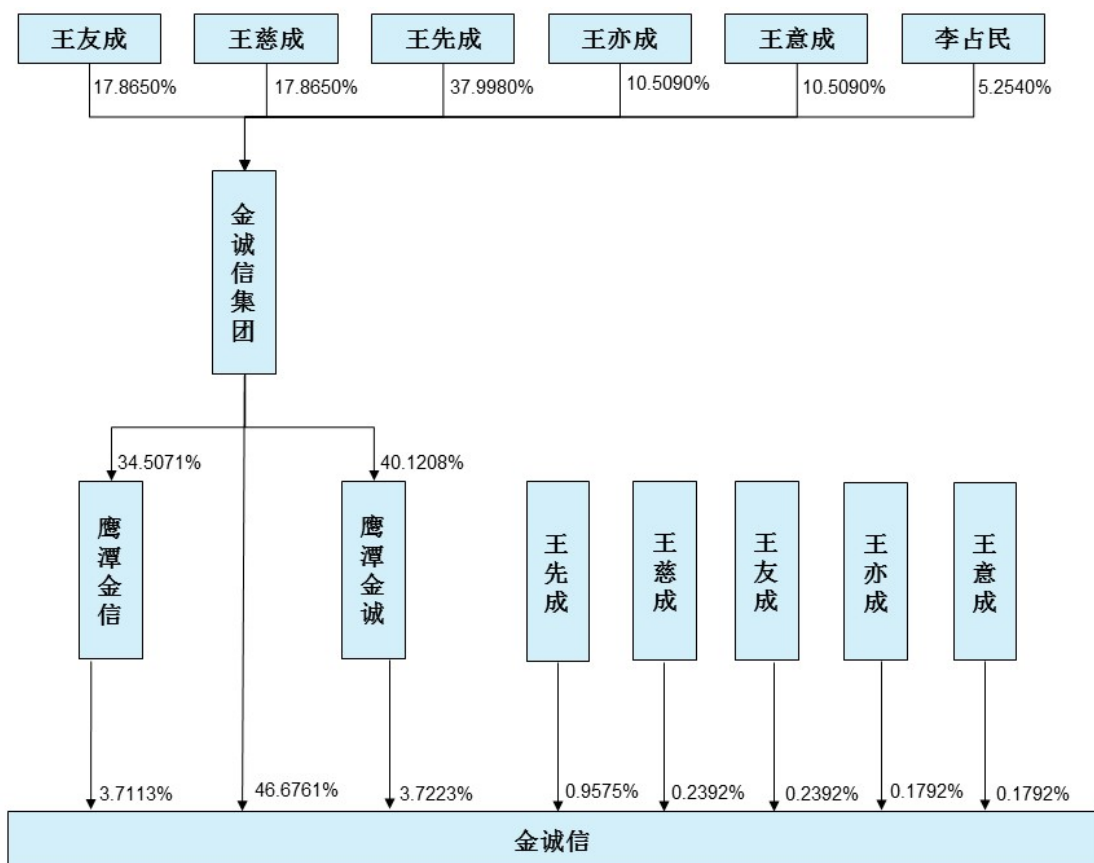 王友成
王慈成
王先成
王亦成
王意成
李占民
17.8650%
17.8650%
37.9980%
10.5090%
10.5090%
5.2540%
金诚信集团
34.5071%
40.1208%
鹰潭金信
鹰潭金诚
王先成
王慈成
王友成
王亦成
王意成
3.7113%
46.6761%
3.7223%
0.9575%
0.2392%
0.2392%
0.1792%
0.1792%
金诚信